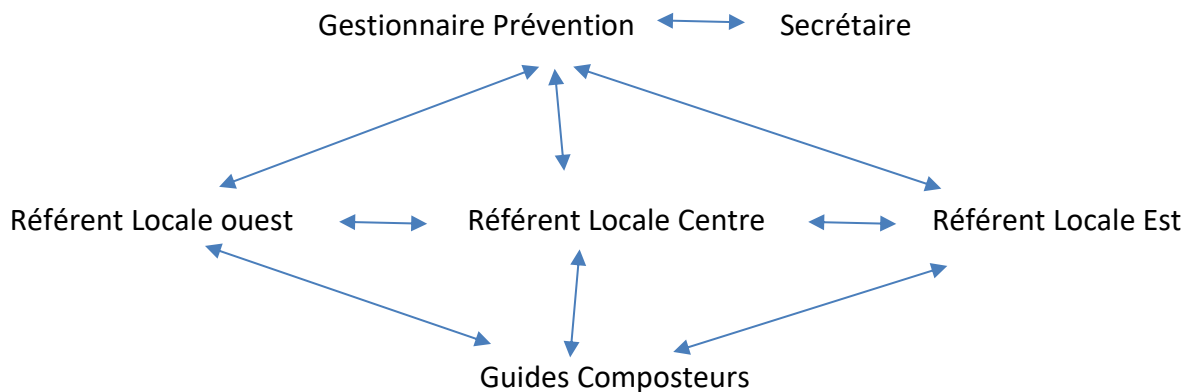 Gestionnaire Prévention Secrétaire
Référent Locale ouest Référent Locale Centre Référent Locale Est
Guides Composteurs